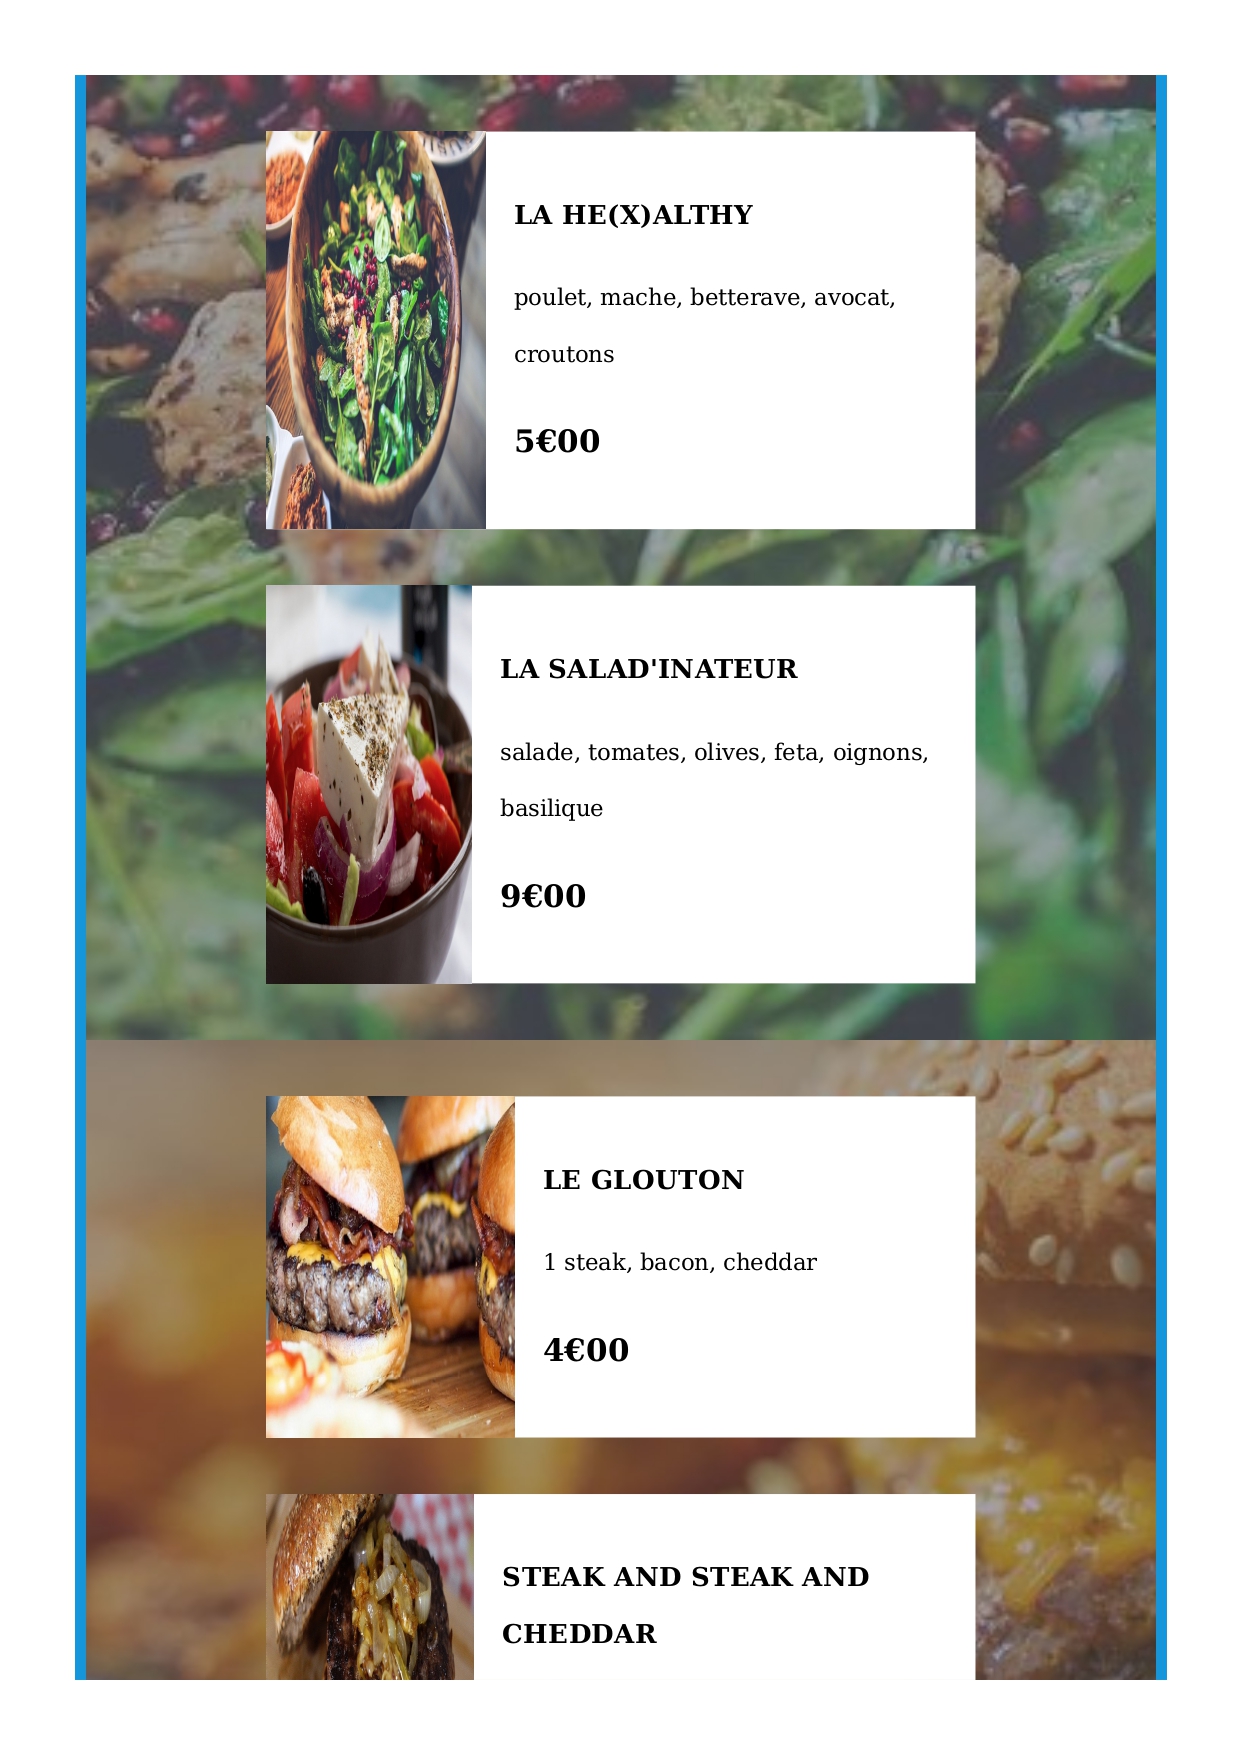 LA HE(X)ALTHY
poulet, mache, betterave, avocat,
croutons
5€00
LA SALAD'INATEUR
salade, tomates, olives, feta, oignons,
basilique
9€00
LE GLOUTON
1 steak, bacon, cheddar
4€00
STEAK AND STEAK AND
CHEDDAR